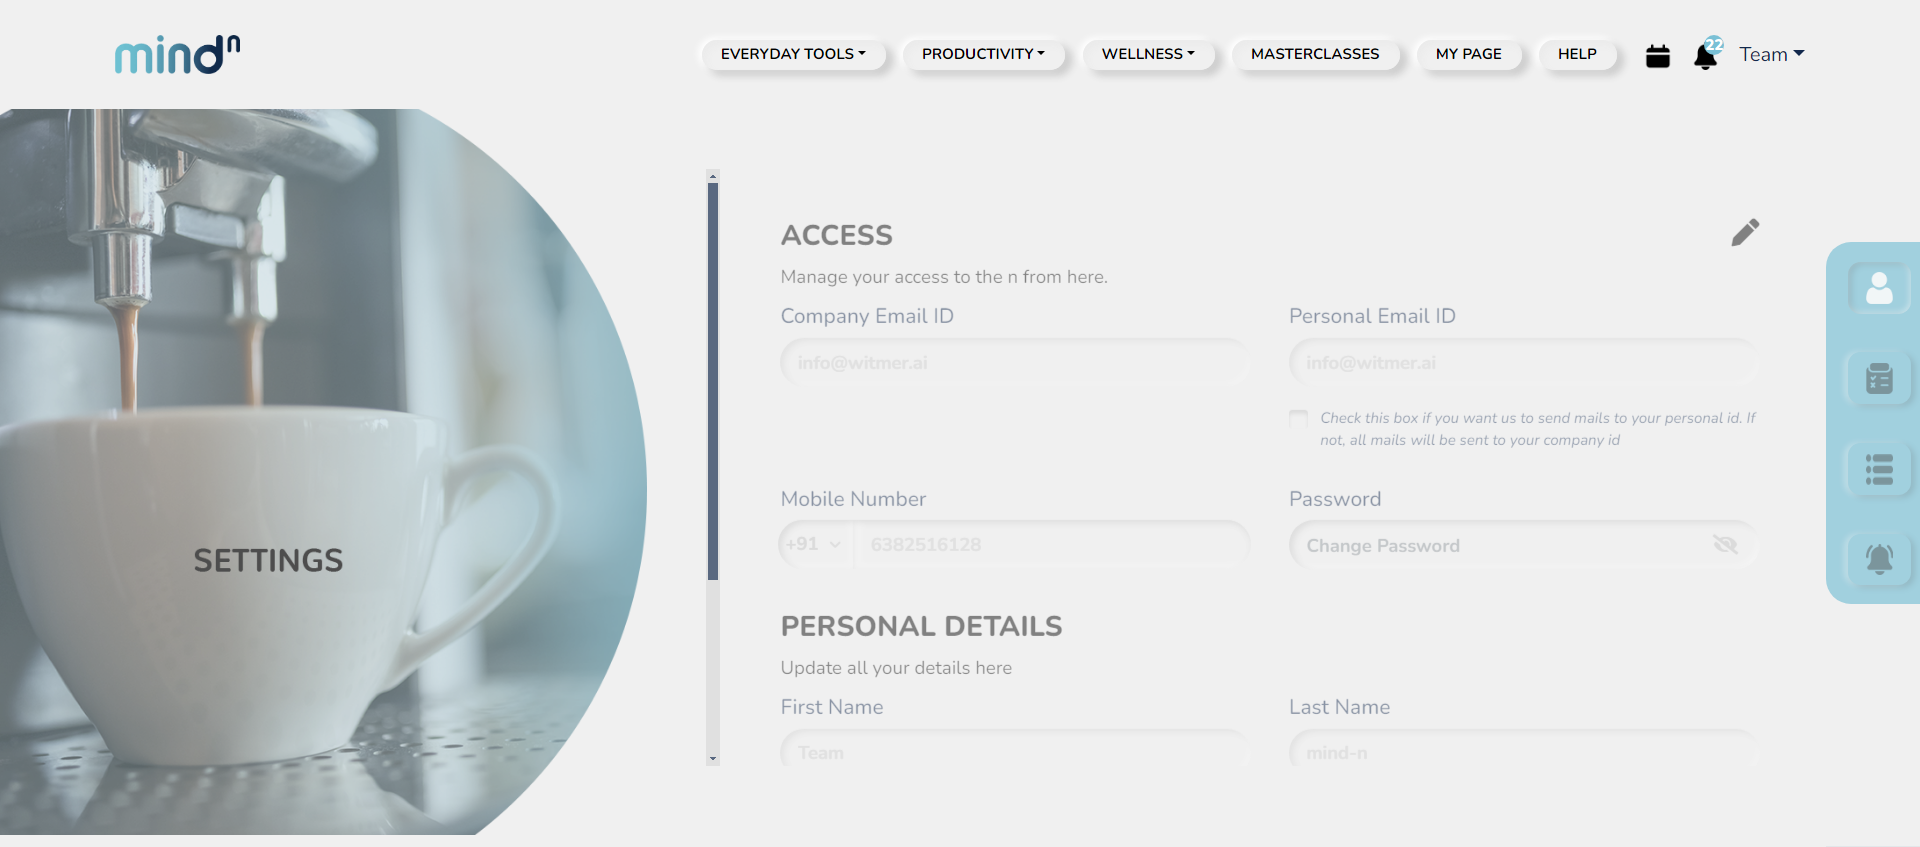 mindn
EVERYDAY TOOLS
PRODUCTIVITY
WELLNESS
MASTERCLASSES
MY PAGE
HELP
22
Team
SETTINGS
ACCESS
Manage your access to the n from here.
Company Email ID
Personal Email ID
info@witmer.ai
info@witmer.ai
Check this box if you want us to send mails to your personal id. If
not, all mails will be sent to your company id
Mobile Number
Password
+91
6382516128
Change Password
PERSONAL DETAILS
Update all your details here
First Name
Last Name
Team
mind-n